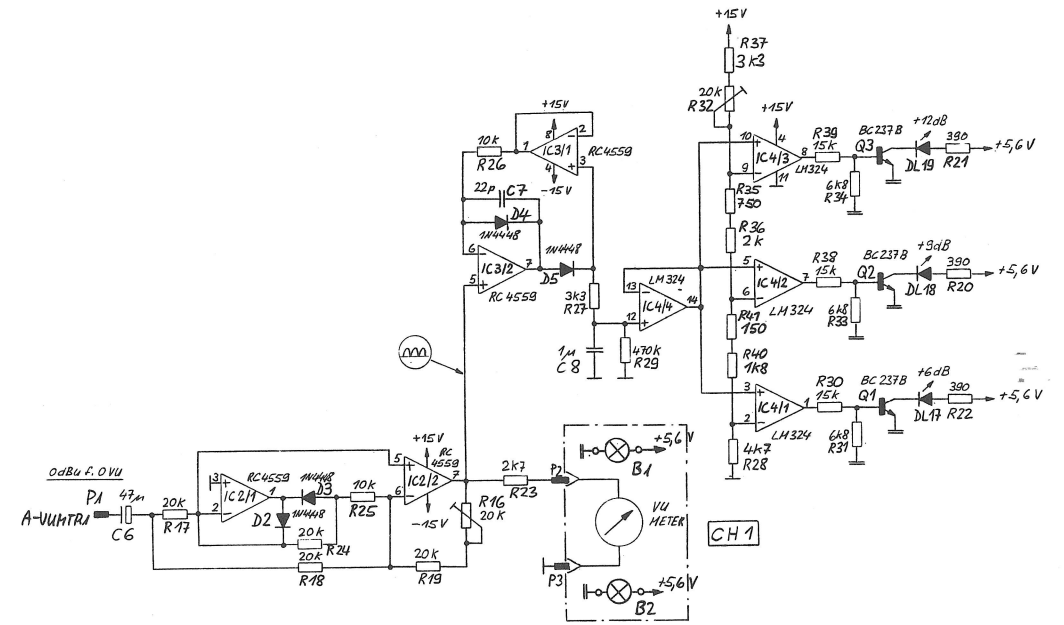 +15V
R37
3k3
20k
R32
+15V
10
4
8
IC4/3
9
11
LM324
R39
15k
BC237B
Q3
+12dB
DL19
390
R21
+5,6V
6k8
R34
R35
750
R36
2k
+15V
10k
R26
1
8
2
IC3/1
4
3
RC4559
-15V
22p
C7
D4
1N4448
6
IC3/2
7
5
RC4559
1N4448
D5
3k3
R27
LM324
13
IC4/4
14
12
1µ
C8
470k
R29
5
IC4/2
7
6
LM324
R38
15k
BC237B
Q2
+9dB
DL18
390
R20
+5,6V
6k8
R33
R41
150
R40
1k8
3
IC4/1
1
2
LM324
R30
15k
BC237B
Q1
+6dB
DL17
390
R22
+5,6V
6k8
R31
4k7
R28
0dBu f. 0VU
P1
A-VUMTR1
47µ
C6
20k
R17
3
IC2/1
1
2
RC4559
1N4448
D3
D2
1N4448
20k
R24
10k
R25
20k
R18
20k
R19
+15V
RC
4559
5
IC2/2
7
6
-15V
R16
20k
2k7
R23
P2
P3
+5,6V
B1
VU
METER
+5,6V
B2
CH1